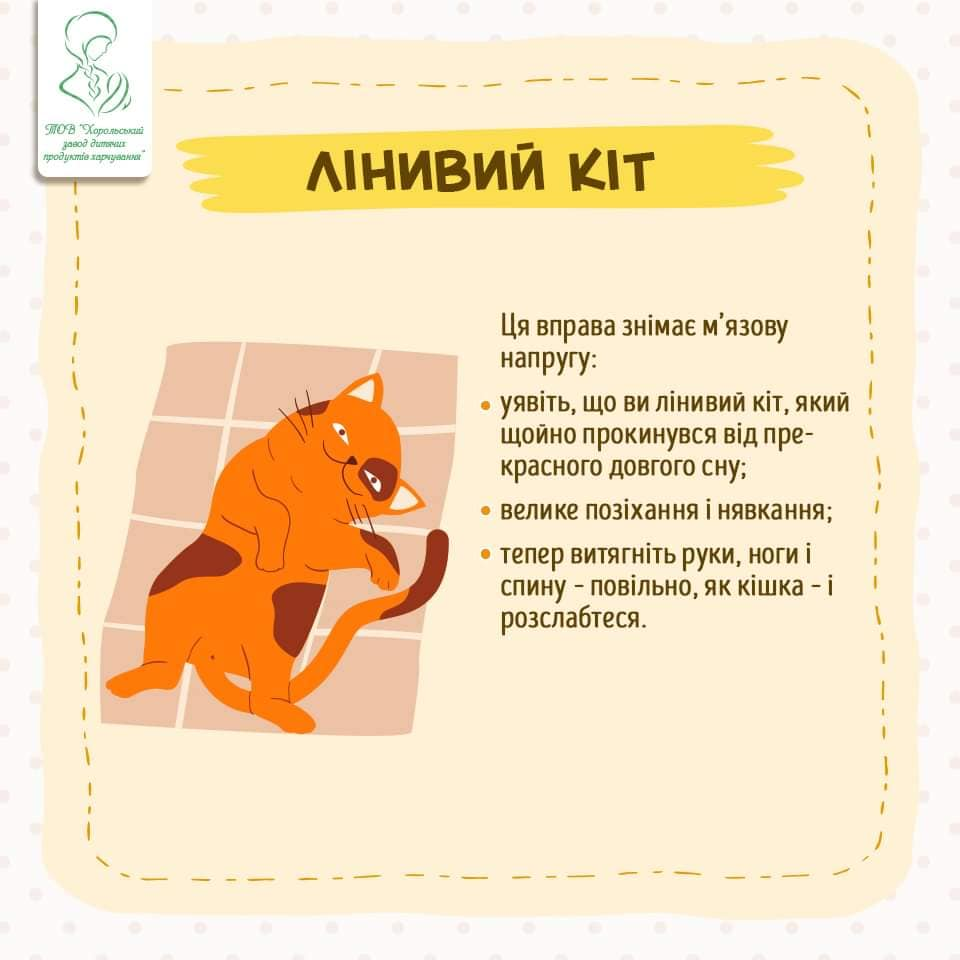 ТОВ "Хорольський
завод дитячих
продуктів харчування"
ЛІНИВИЙ КІТ
Ця вправа знімає м'язову
напругу:
• уявіть, що ви лінивий кіт, який
щойно прокинувся від пре-
красного довгого сну;
• велике позіхання і нявкання;
• тепер витягніть руки, ноги і
спину - повільно, як кішка - і
розслабтеся.